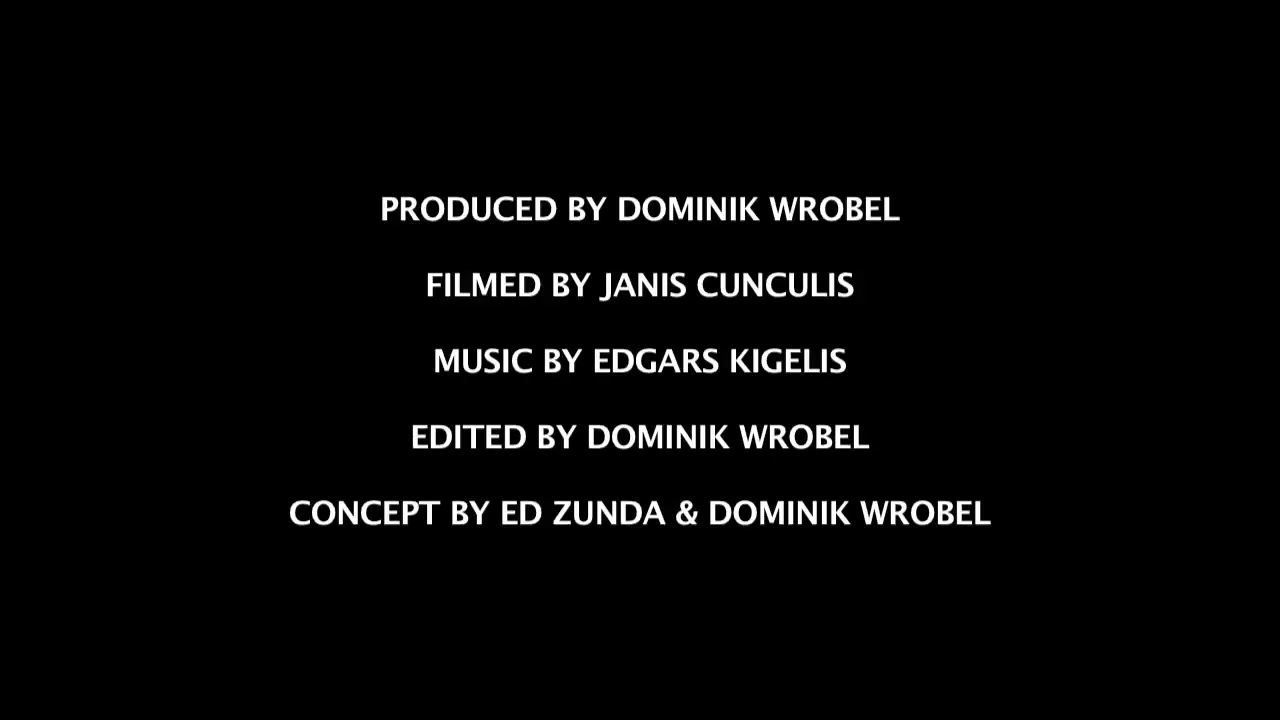 PRODUCED BY DOMINIK WROBEL
FILMED BY JANIS CUNCULIS
MUSIC BY EDGARS KIGELIS
EDITED BY DOMINIK WROBEL
CONCEPT BY ED ZUNDA & DOMINIK WROBEL